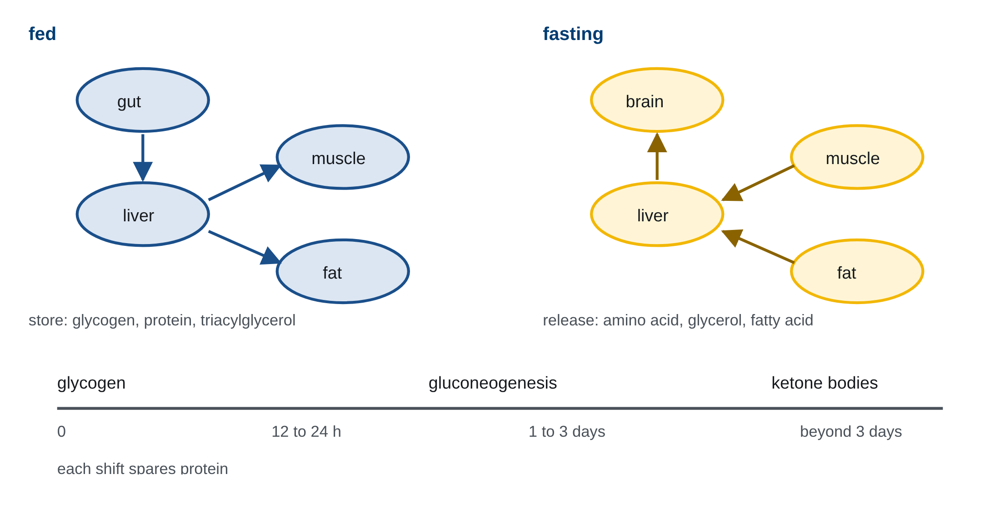 fed
gut
liver
muscle
fat
store: glycogen, protein, triacylglycerol
fasting
brain
liver
muscle
fat
release: amino acid, glycerol, fatty acid
glycogen gluconeogenesis ketone bodies
0 12 to 24 h 1 to 3 days beyond 3 days
each shift spares protein